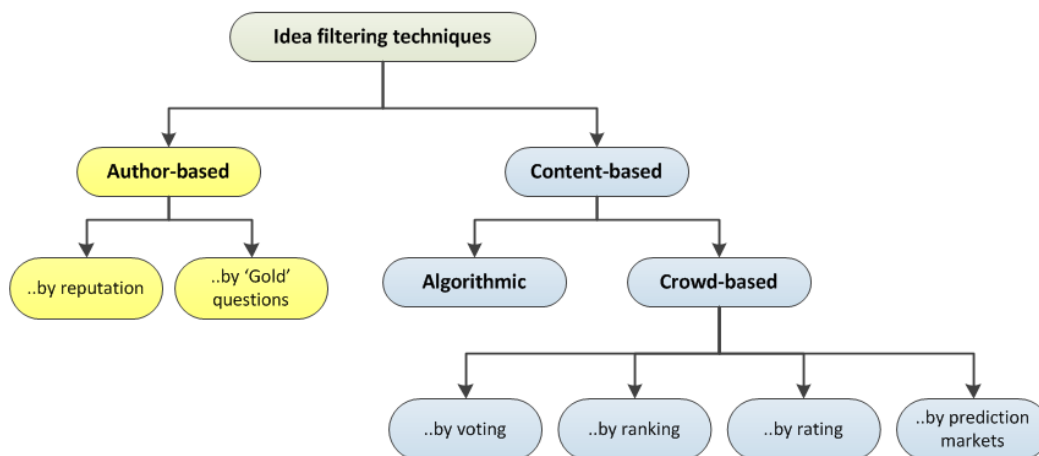 Idea filtering techniques
Author-based
Content-based
..by reputation
..by ‘Gold’
questions
Algorithmic
Crowd-based
..by voting
..by ranking
..by rating
..by prediction
markets